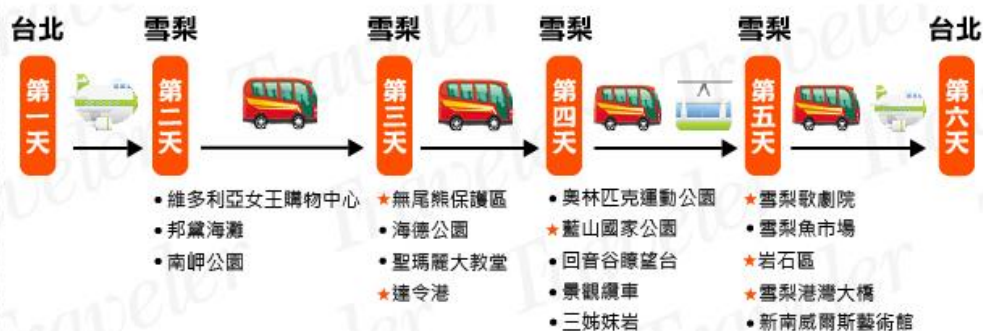 台北
雪梨
雪梨
雪梨
雪梨
台北
第一天
第二天
第三天
第四天
第五天
第六天
•維多利亞女王購物中心
•邦黛海灘
•南岬公園
★無尾熊保護區
•海德公園
•聖瑪麗大教堂
★達令港
•奧林匹克運動公園
★藍山國家公園
•回音谷瞭望台
•景觀纜車
•三姊妹岩
★雪梨歌劇院
•雪梨魚市場
★岩石區
★雪梨港灣大橋
•新南威爾斯藝術館
Traveler
Traveler
Traveler
Traveler